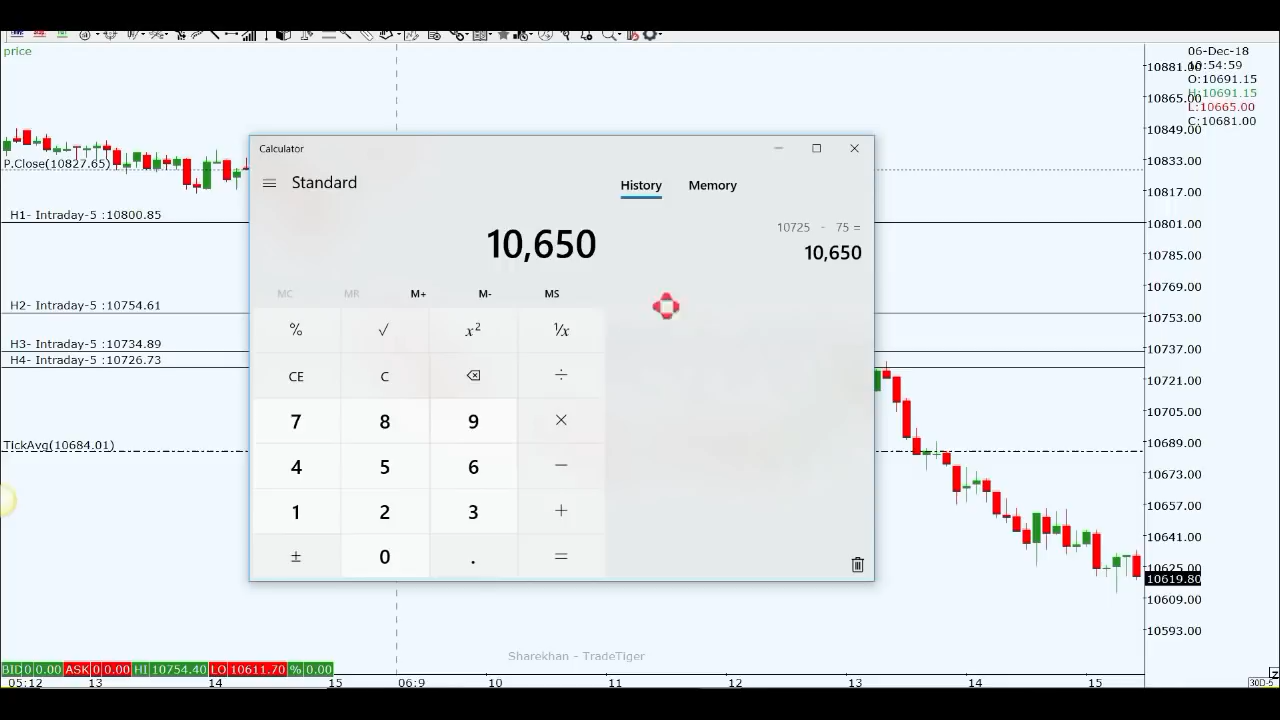 price
06-Dec-18
10:54:59
O:10691.15
H:10691.15
L:10665.00
C:10681.00
10881.00
10865.00
10849.00
10833.00
10817.00
10801.00
10785.00
10769.00
10753.00
10737.00
10721.00
10705.00
10689.00
10673.00
10657.00
10641.00
10625.00
10619.80
10609.00
10593.00
P.Close(10827.65)
H1- Intraday-5 :10800.85
H2- Intraday-5 :10754.61
H3- Intraday-5 :10734.89
H4- Intraday-5 :10726.73
TickAvg(10684.01)
Calculator
Standard
History Memory
10725 - 75 =
10,650
10,650
MC MR M+ M- MS
% √ x² ¹/x
CE C ÷
7 8 9 ×
4 5 6 −
1 2 3 +
± 0 . =
Sharekhan - TradeTiger
BID 0 0.00 ASK 0 0.00 HI 10754.40 LO 10611.70 % 0.00
05:12 13 14 15 06:9 10 11 12 13 14 15
30D-5